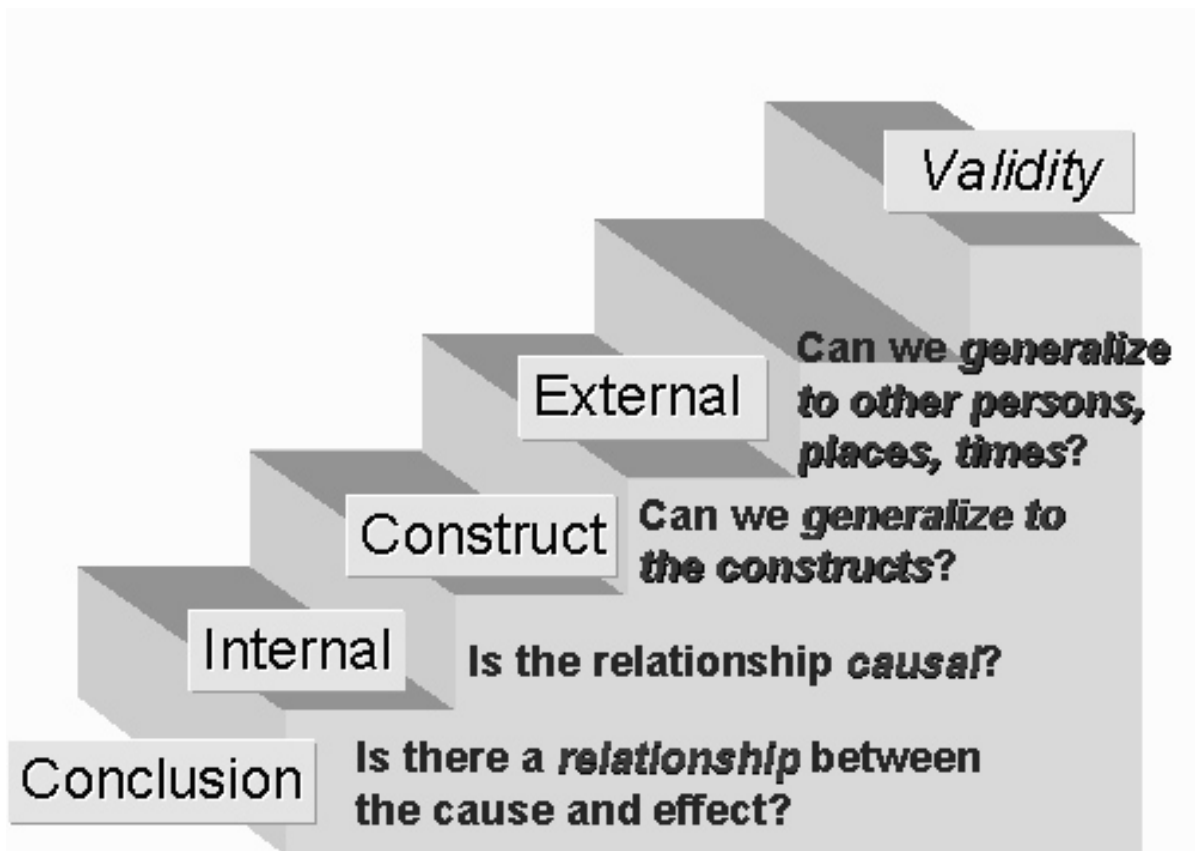 Validity
External
Can we generalize
to other persons,
places, times?
Construct
Can we generalize to
the constructs?
Internal
Is the relationship causal?
Conclusion
Is there a relationship between
the cause and effect?